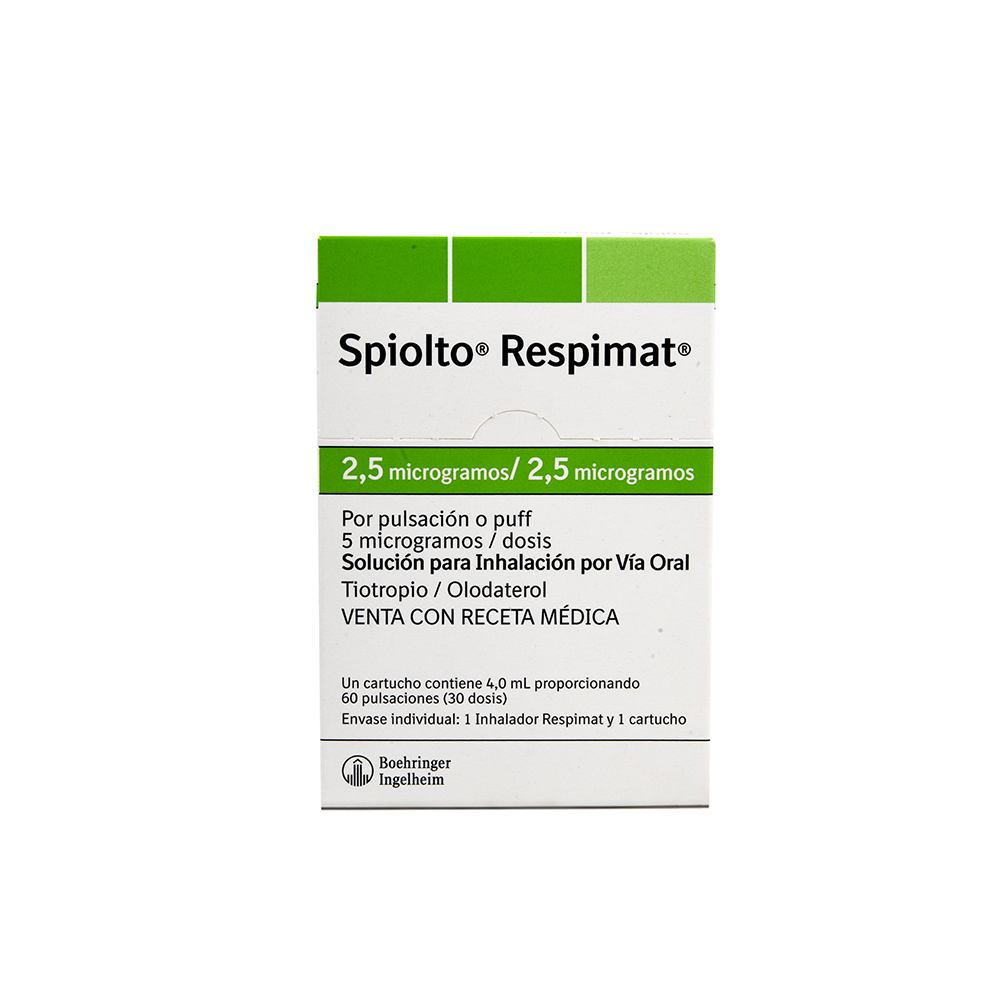 Spiolto® Respimat®
2,5 microgramos/ 2,5 microgramos
Por pulsación o puff
5 microgramos / dosis
Solución para Inhalación por Vía Oral
Tiotropio / Olodaterol
VENTA CON RECETA MÉDICA
Un cartucho contiene 4,0 mL proporcionando
60 pulsaciones (30 dosis)
Envase individual: 1 Inhalador Respimat y 1 cartucho
Boehringer
Ingelheim